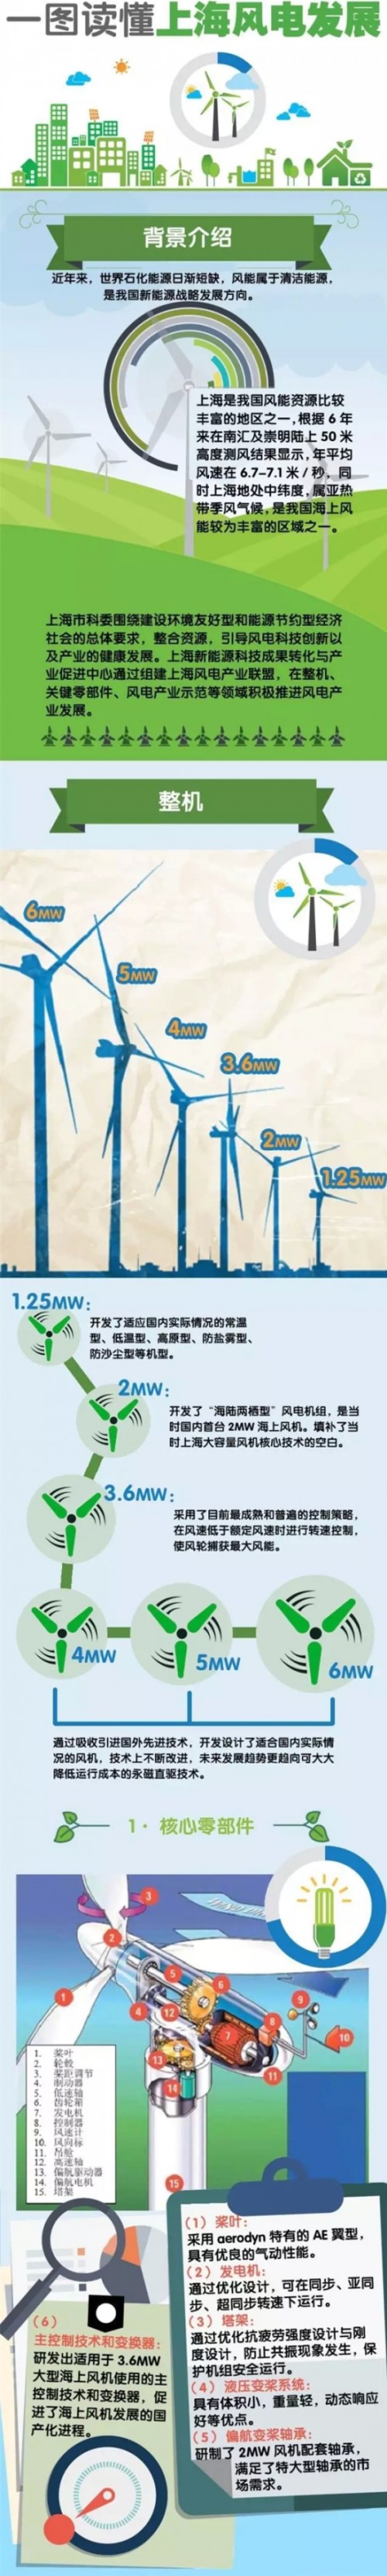 一图读懂上海风电发展
背景介绍
近年来，世界石化能源日渐短缺，风能属于清洁能源，
是我国新能源战略发展方向。
上海是我国风能资源比较
丰富的地区之一，根据 6 年
来在南汇及崇明陆上 50 米
高度测风结果显示，年平均
风速在 6.7-7.1 米 / 秒，同
时上海地处中纬度，属亚热
带季风气候，是我国海上风
能较为丰富的区域之一。
上海市科委围绕建设环境友好型和能源节约型经济
社会的总体要求，整合资源，引导风电科技创新以
及产业的健康发展。上海新能源科技成果转化与产
业促进中心通过组建上海风电产业联盟，在整机、
关键零部件、风电产业示范等领域积极推进风电产
业发展。
整机
6MW
5MW
4MW
3.6MW
2MW
1.25MW
1.25MW：
开发了适应国内实际情况的常温
型、低温型、高原型、防盐雾型、
防沙尘型等机型。
2MW：
开发了“海陆两栖型”风电机组，是当
时国内首台 2MW 海上风机。填补了当
时上海大容量风机核心技术的空白。
3.6MW：
采用了目前最成熟和普遍的控制策略，
在风速低于额定风速时进行转速控制，
使风轮捕获最大风能。
4MW
5MW
6MW
通过吸收引进国外先进技术，开发设计了适合国内实际情
况的风机，技术上不断改进，未来发展趋势更趋向可大大
降低运行成本的永磁直驱技术。
1· 核心零部件
3
2
1
5
6
4
12
7
8
9
10
13
11
14
15
1. 桨叶
2. 轮毂
3. 桨距调节
4. 制动器
5. 低速轴
6. 齿轮箱
7. 发电机
8. 控制器
9. 风速计
10. 风向标
11. 吊舱
12. 高速轴
13. 偏航驱动器
14. 偏航电机
15. 塔架
（1）桨叶：
采用 aerodyn 特有的 AE 翼型，
具有优良的气动性能。
（2）发电机：
通过优化设计，可在同步、亚同
步、超同步转速下运行。
（3）塔架：
通过优化抗疲劳强度设计与刚
度设计，防止共振现象发生，保
护机组安全运行。
（4）液压变桨系统：
具有体积小，重量轻，动态响应
好等优点。
（5）偏航变桨轴承：
研制了 2MW 风机配套轴承，
满足了特大型轴承的市
场需求。
（6）
主控制技术和变换器：
研发出适用于 3.6MW
大型海上风机使用的主
控制技术和变换器，促
进了海上风机发展的国
产化进程。